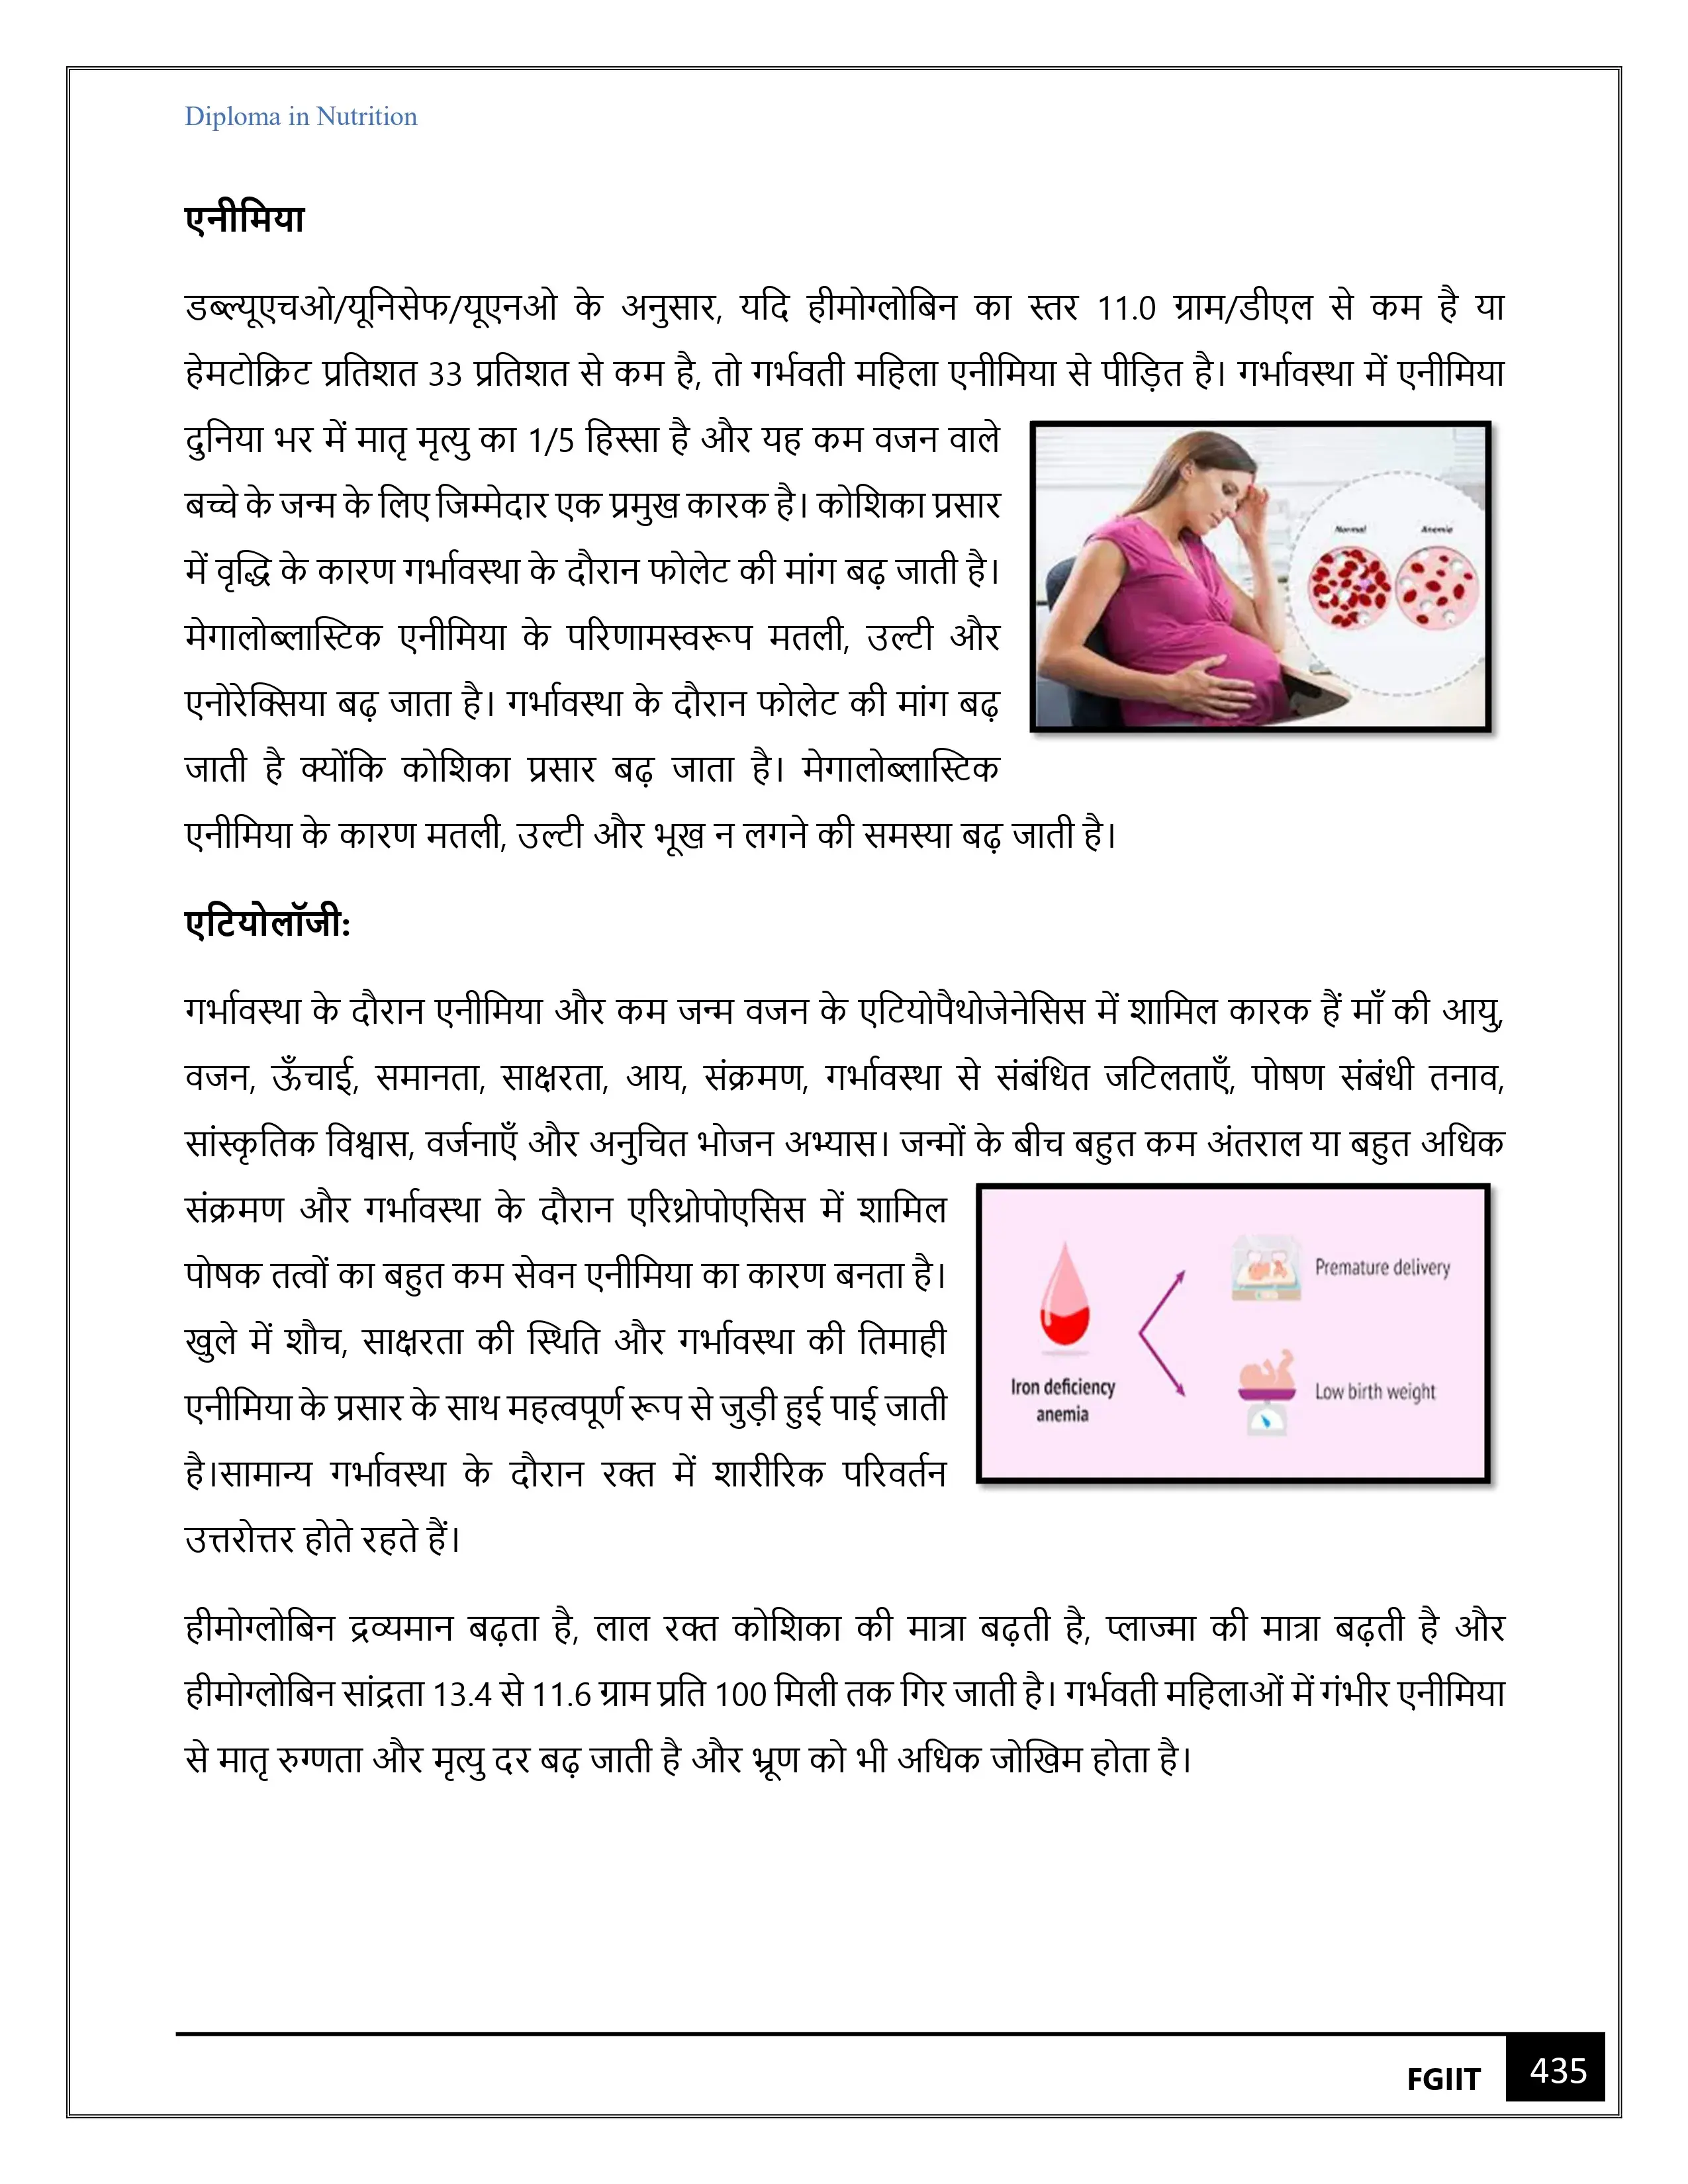 Diploma in Nutrition
एनीमिया
डब्ल्यूएचओ/यूनिसेफ/यूएनओ के अनुसार, यदि हीमोग्लोबिन का स्तर 11.0 ग्राम/डीएल से कम है या
हेमटोक्रिट प्रतिशत 33 प्रतिशत से कम है, तो गर्भवती महिला एनीमिया से पीड़ित है। गर्भावस्था में एनीमिया
दुनिया भर में मातृ मृत्यु का 1/5 हिस्सा है और यह कम वजन वाले
बच्चे के जन्म के लिए जिम्मेदार एक प्रमुख कारक है। कोशिका प्रसार
में वृद्धि के कारण गर्भावस्था के दौरान फोलेट की मांग बढ़ जाती है।
मेगालोब्लास्टिक एनीमिया के परिणामस्वरूप मतली, उल्टी और
एनोरेक्सिया बढ़ जाता है। गर्भावस्था के दौरान फोलेट की मांग बढ़
जाती है क्योंकि कोशिका प्रसार बढ़ जाता है। मेगालोब्लास्टिक
एनीमिया के कारण मतली, उल्टी और भूख न लगने की समस्या बढ़ जाती है।
Normal Anemia
एटियोलॉजी:
गर्भावस्था के दौरान एनीमिया और कम जन्म वजन के एटियोपैथोजेनेसिस में शामिल कारक हैं माँ की आयु,
वजन, ऊँचाई, समानता, साक्षरता, आय, संक्रमण, गर्भावस्था से संबंधित जटिलताएँ, पोषण संबंधी तनाव,
सांस्कृतिक विश्वास, वर्जनाएँ और अनुचित भोजन अभ्यास। जन्मों के बीच बहुत कम अंतराल या बहुत अधिक
संक्रमण और गर्भावस्था के दौरान एरिथ्रोपोएसिस में शामिल
पोषक तत्वों का बहुत कम सेवन एनीमिया का कारण बनता है।
खुले में शौच, साक्षरता की स्थिति और गर्भावस्था की तिमाही
एनीमिया के प्रसार के साथ महत्वपूर्ण रूप से जुड़ी हुई पाई जाती
है।सामान्य गर्भावस्था के दौरान रक्त में शारीरिक परिवर्तन
उत्तरोत्तर होते रहते हैं।
Premature delivery
Iron deficiency
anemia
Low birth weight
हीमोग्लोबिन द्रव्यमान बढ़ता है, लाल रक्त कोशिका की मात्रा बढ़ती है, प्लाज्मा की मात्रा बढ़ती है और
हीमोग्लोबिन सांद्रता 13.4 से 11.6 ग्राम प्रति 100 मिली तक गिर जाती है। गर्भवती महिलाओं में गंभीर एनीमिया
से मातृ रुग्णता और मृत्यु दर बढ़ जाती है और भ्रूण को भी अधिक जोखिम होता है।
FGIIT 435